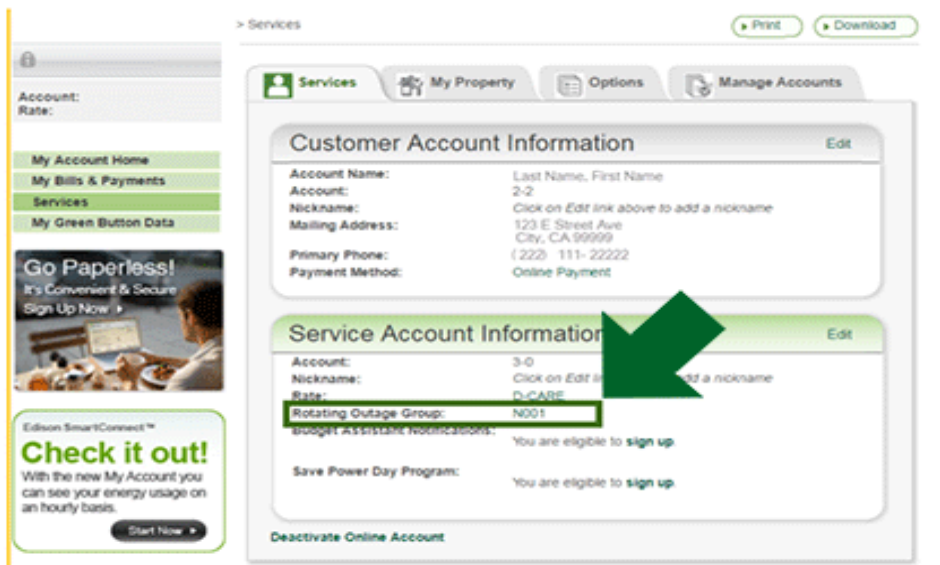 > Services
Print
Download
Account:
Rate:
My Account Home
My Bills & Payments
Services
My Green Button Data
Go Paperless!
It's Convenient & Secure
Sign Up Now
Edison SmartConnect™
Check it out!
With the new My Account you
can see your energy usage on
an hourly basis.
Start Now
Services
My Property
Options
Manage Accounts
Customer Account Information
Edit
Account Name: Last Name, First Name
Account: 2-2
Nickname: Click on Edit link above to add a nickname
Mailing Address: 123 E Street Ave
City, CA 99999
Primary Phone: (222) 111-22222
Payment Method: Online Payment
Service Account Information
Edit
Account: 3-0
Nickname: Click on Edit add a nickname
Rate: D-CARE
Rotating Outage Group: N001
Budget Assistant Notifications:
You are eligible to sign up.
Save Power Day Program:
You are eligible to sign up.
Deactivate Online Account